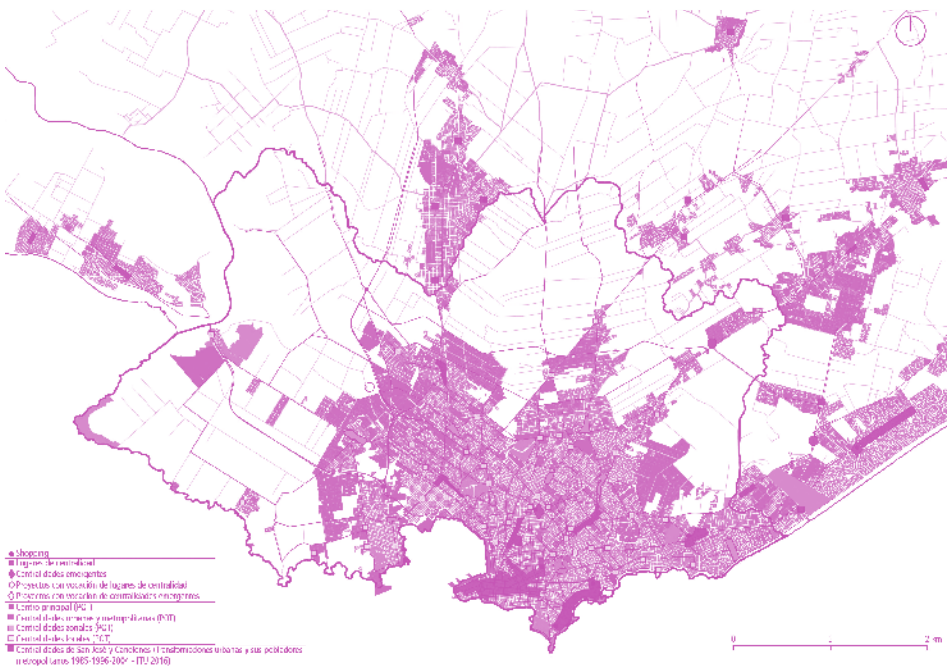 Shopping
Lugares de centralidad
Centralidades emergentes
Proyectos con vocación de lugares de centralidad
Proyectos con vocación de centralidades emergentes
Centro principal (POT)
Centralidades urbanas y metropolitanas (POT)
Centralidades zonales (POT)
Centralidades locales (POT)
Centralidades de San José y Canelones (Transformaciones urbanas y sus pobladores
metropolitanos 1985-1996-2004 - ITU 2016)
0 1 2 km